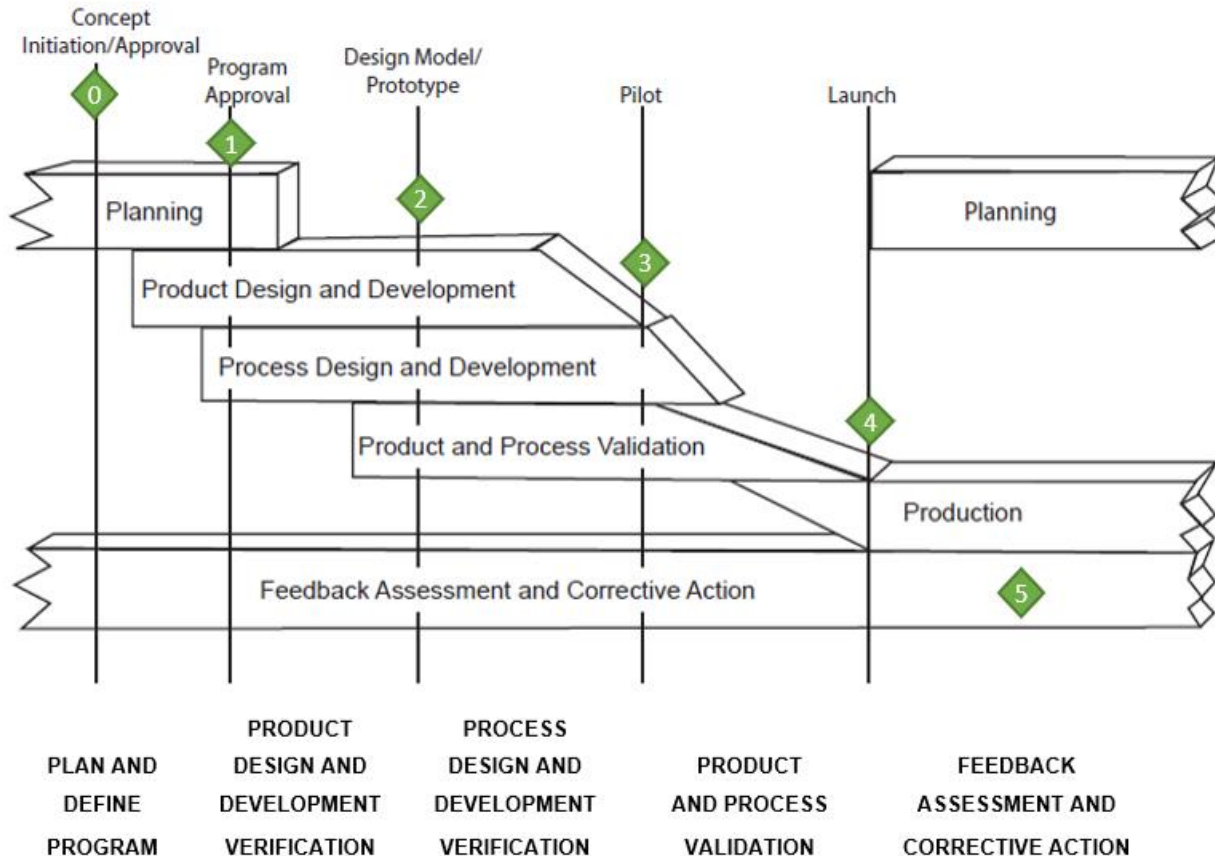 Concept
Initiation/Approval
Program
Approval
Design Model/
Prototype
Pilot
Launch
0
1
2
3
4
5
Planning
Planning
Product Design and Development
Process Design and Development
Product and Process Validation
Production
Feedback Assessment and Corrective Action
PLAN AND
DEFINE
PROGRAM
PRODUCT
DESIGN AND
DEVELOPMENT
VERIFICATION
PROCESS
DESIGN AND
DEVELOPMENT
VERIFICATION
PRODUCT
AND PROCESS
VALIDATION
FEEDBACK
ASSESSMENT AND
CORRECTIVE ACTION